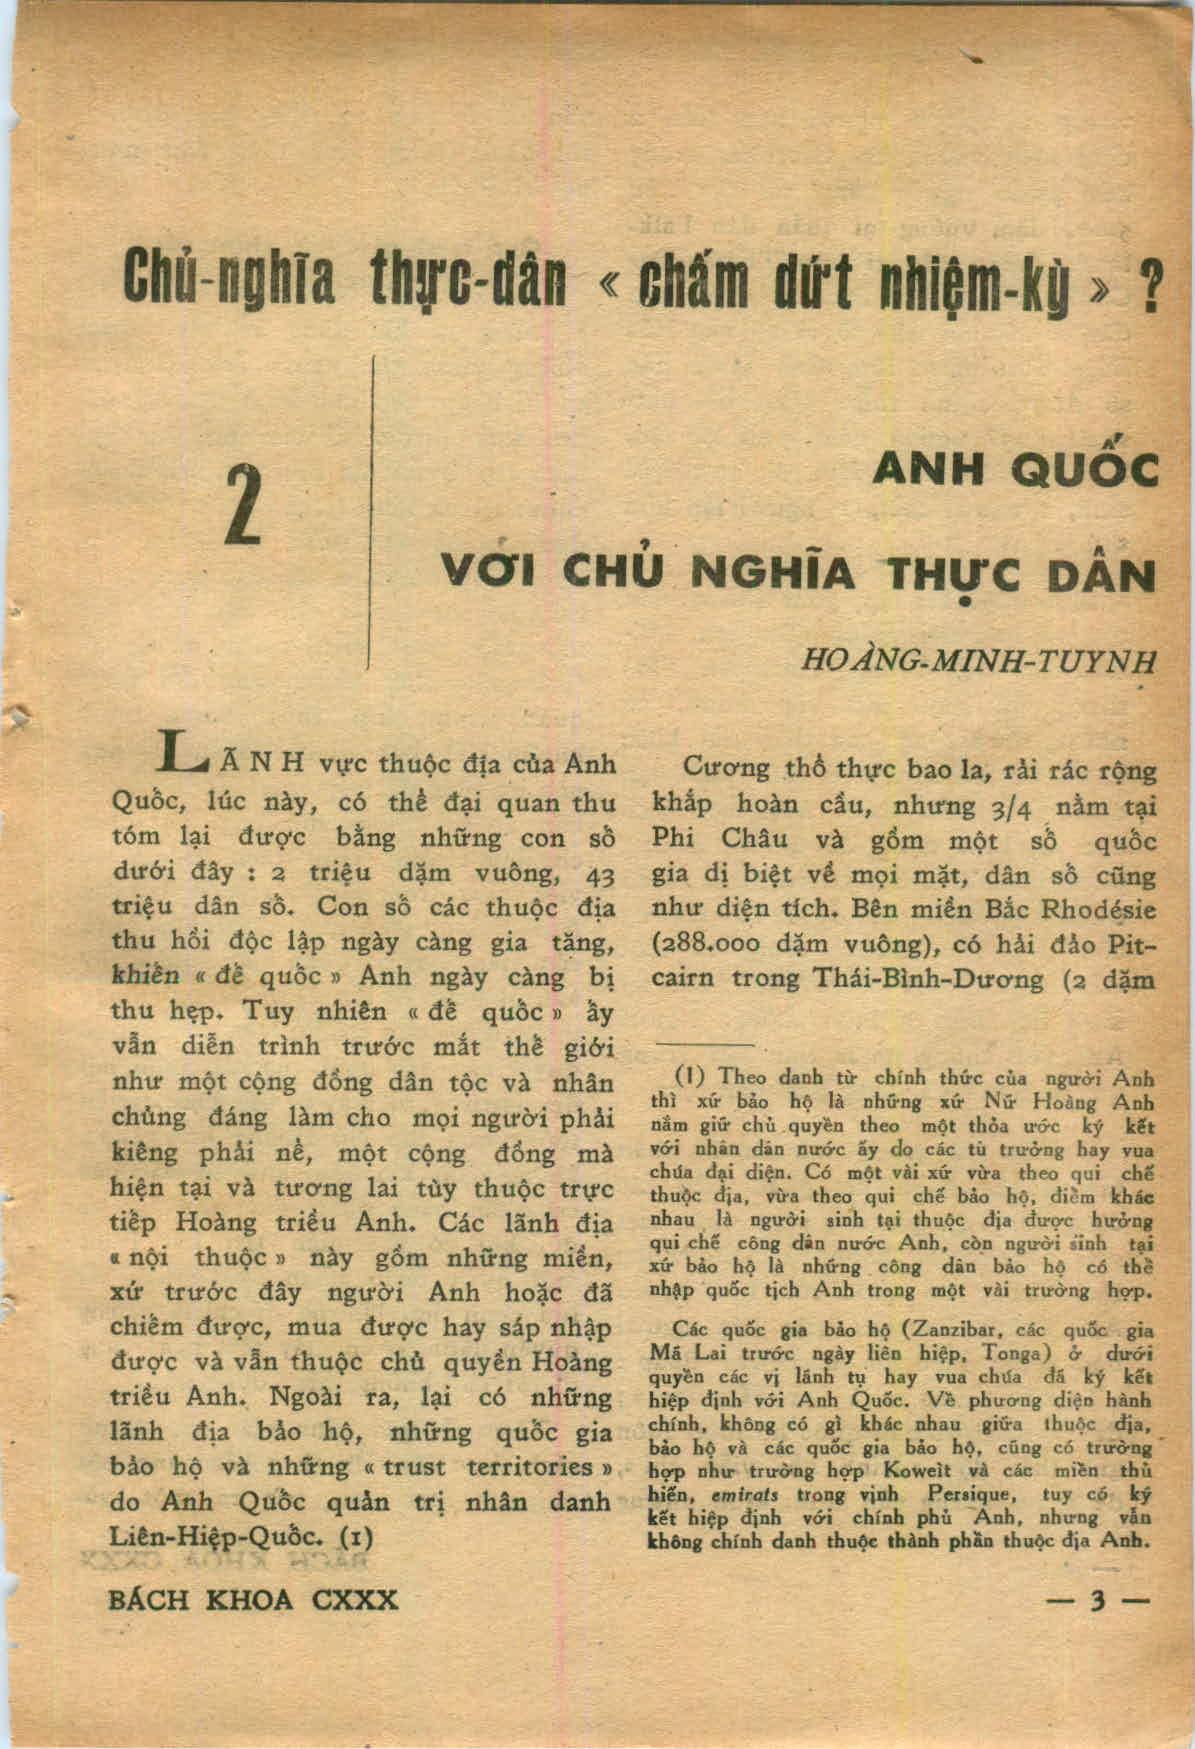 Chủ-nghĩa thực-dân « chấm dứt nhiệm-kỳ » ?
2
ANH QUỐC
VỚI CHỦ NGHĨA THỰC DÂN
HOÀNG-MINH-TUYNH
LÃNH vực thuộc địa của Anh
Quốc, lúc này, có thể đại quan thu
tóm lại được bằng những con số
dưới đây : 2 triệu dặm vuông, 43
triệu dân số. Con số các thuộc địa
thu hồi độc lập ngày càng gia tăng,
khiến « đế quốc » Anh ngày càng bị
thu hẹp. Tuy nhiên « đế quốc » ấy
vẫn diễn trình trước mắt thế giới
như một cộng đồng dân tộc và nhân
chủng đáng làm cho mọi người phải
kiêng phải nể, một cộng đồng mà
hiện tại và tương lai tùy thuộc trực
tiếp Hoàng triều Anh. Các lãnh địa
« nội thuộc » này gồm những miền,
xứ trước đây người Anh hoặc đã
chiếm được, mua được hay sáp nhập
được và vẫn thuộc chủ quyền Hoàng
triều Anh. Ngoài ra, lại có những
lãnh địa bảo hộ, những quốc gia
bảo hộ và những « trust territories »
do Anh Quốc quản trị nhân danh
Liên-Hiệp-Quốc. (1)
Cương thổ thực bao la, rải rác rộng
khắp hoàn cầu, nhưng 3/4 nằm tại
Phi Châu và gồm một số quốc
gia dị biệt về mọi mặt, dân số cũng
như diện tích. Bên miền Bắc Rhodésie
(288.000 dặm vuông), có hải đảo Pit-
cairn trong Thái-Bình-Dương (2 dặm
(1) Theo danh từ chính thức của người Anh
thì xứ bảo hộ là những xứ Nữ Hoàng Anh
nắm giữ chủ quyền theo một thỏa ước ký kết
với nhân dân nước ấy do các tù trưởng hay vua
chúa đại diện. Có một vài xứ vừa theo qui chế
thuộc địa, vừa theo qui chế bảo hộ, điểm khác
nhau là người sinh tại thuộc địa được hưởng
qui chế công dân nước Anh, còn người sinh tại
xứ bảo hộ là những công dân bảo hộ có thể
nhập quốc tịch Anh trong một vài trường hợp.
Các quốc gia bảo hộ (Zanzibar, các quốc gia
Mã Lai trước ngày liên hiệp, Tonga) ở dưới
quyền các vị lãnh tụ hay vua chúa đã ký kết
hiệp định với Anh Quốc. Về phương diện hành
chính, không có gì khác nhau giữa thuộc địa,
bảo hộ và các quốc gia bảo hộ, cũng có trường
hợp như trường hợp Koweit và các miền thủ
hiến, emirats trong vịnh Persique, tuy có ký
kết hiệp định với chính phủ Anh, nhưng vẫn
không chính danh thuộc thành phần thuộc địa Anh.
BÁCH KHOA CXXX
— 3 —